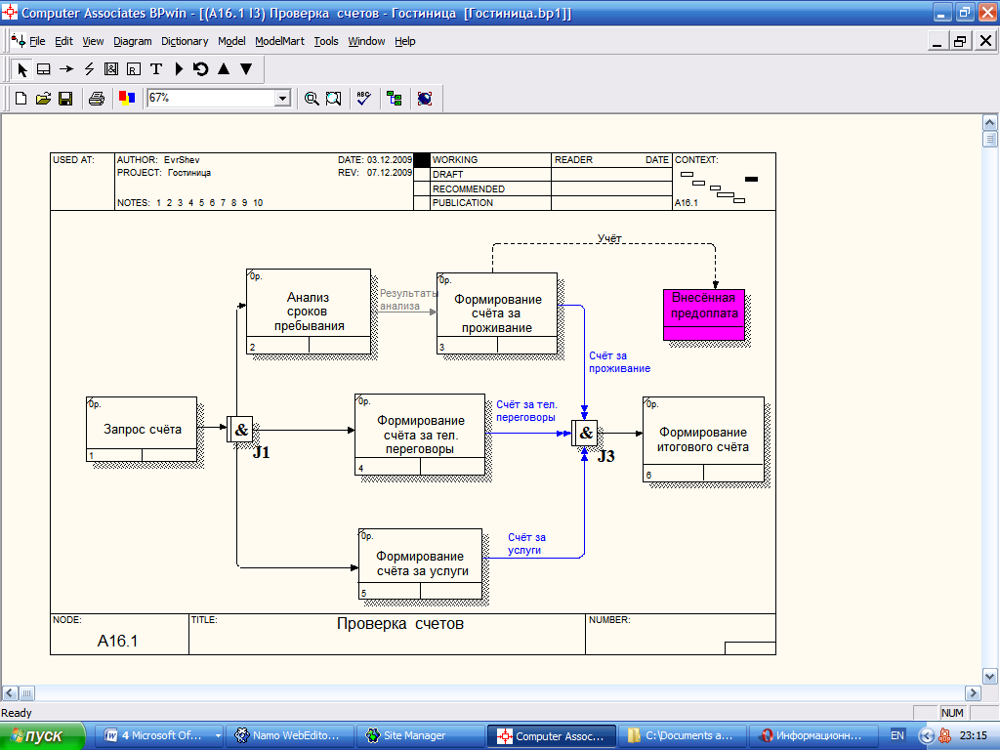 Computer Associates BPwin - [(A16.1 I3) Проверка счетов - Гостиница [Гостиница.bp1]]
File Edit View Diagram Dictionary Model ModelMart Tools Window Help
67%
USED AT:
AUTHOR: EvrShev
DATE: 03.12.2009
PROJECT: Гостиница
REV: 07.12.2009
NOTES: 1 2 3 4 5 6 7 8 9 10
WORKING
DRAFT
RECOMMENDED
PUBLICATION
READER
DATE
CONTEXT:
A16.1
Учёт
0р.
Анализ
сроков
пребывания
2
Результаты
анализа
0р.
Формирование
счёта за
проживание
3
Внесённая
предоплата
Счёт за
проживание
0р.
Запрос счёта
1
&
J1
0р.
Формирование
счёта за тел.
переговоры
4
Счёт за тел.
переговоры
&
J3
0р.
Формирование
итогового счёта
6
0р.
Формирование
счёта за услуги
5
Счёт за
услуги
NODE:
A16.1
TITLE:
Проверка счетов
NUMBER:
Ready
NUM
пуск
4 Microsoft Of...
Namo WebEdito...
Site Manager
Computer Assoc...
C:\Documents a...
Информационн...
EN
23:15